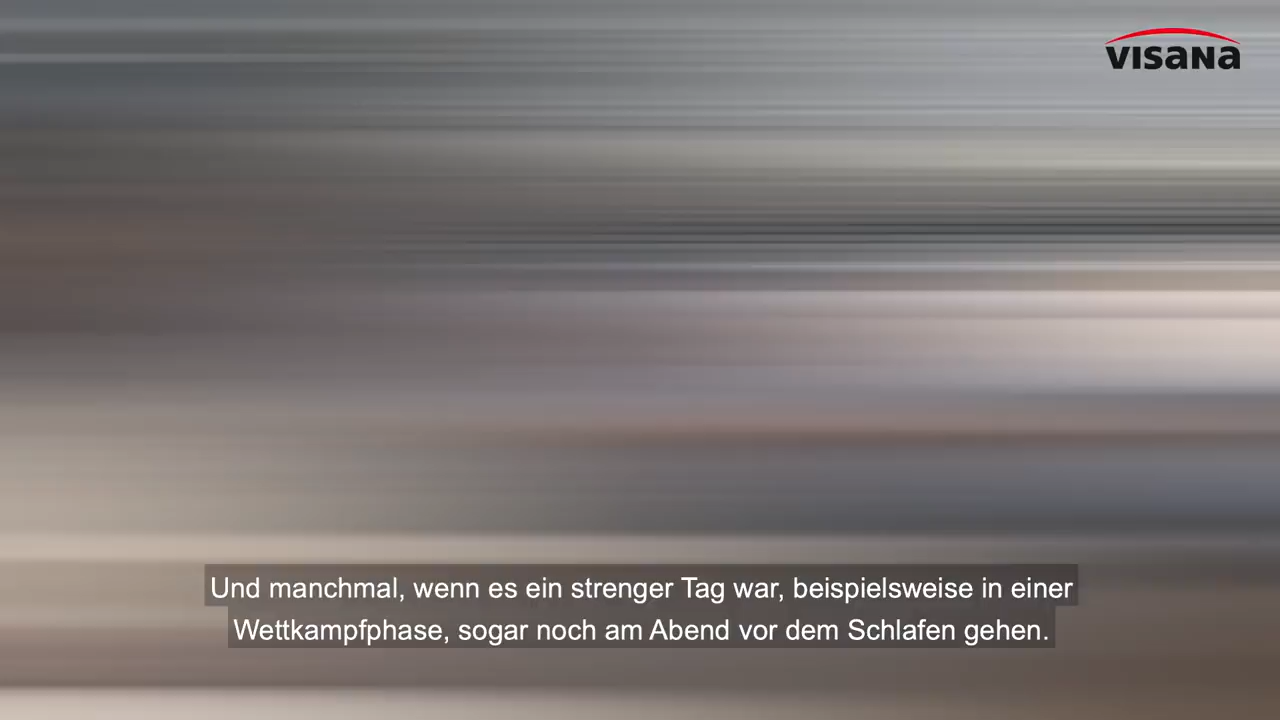 VISANA
Und manchmal, wenn es ein strenger Tag war, beispielsweise in einer
Wettkampfphase, sogar noch am Abend vor dem Schlafen gehen.